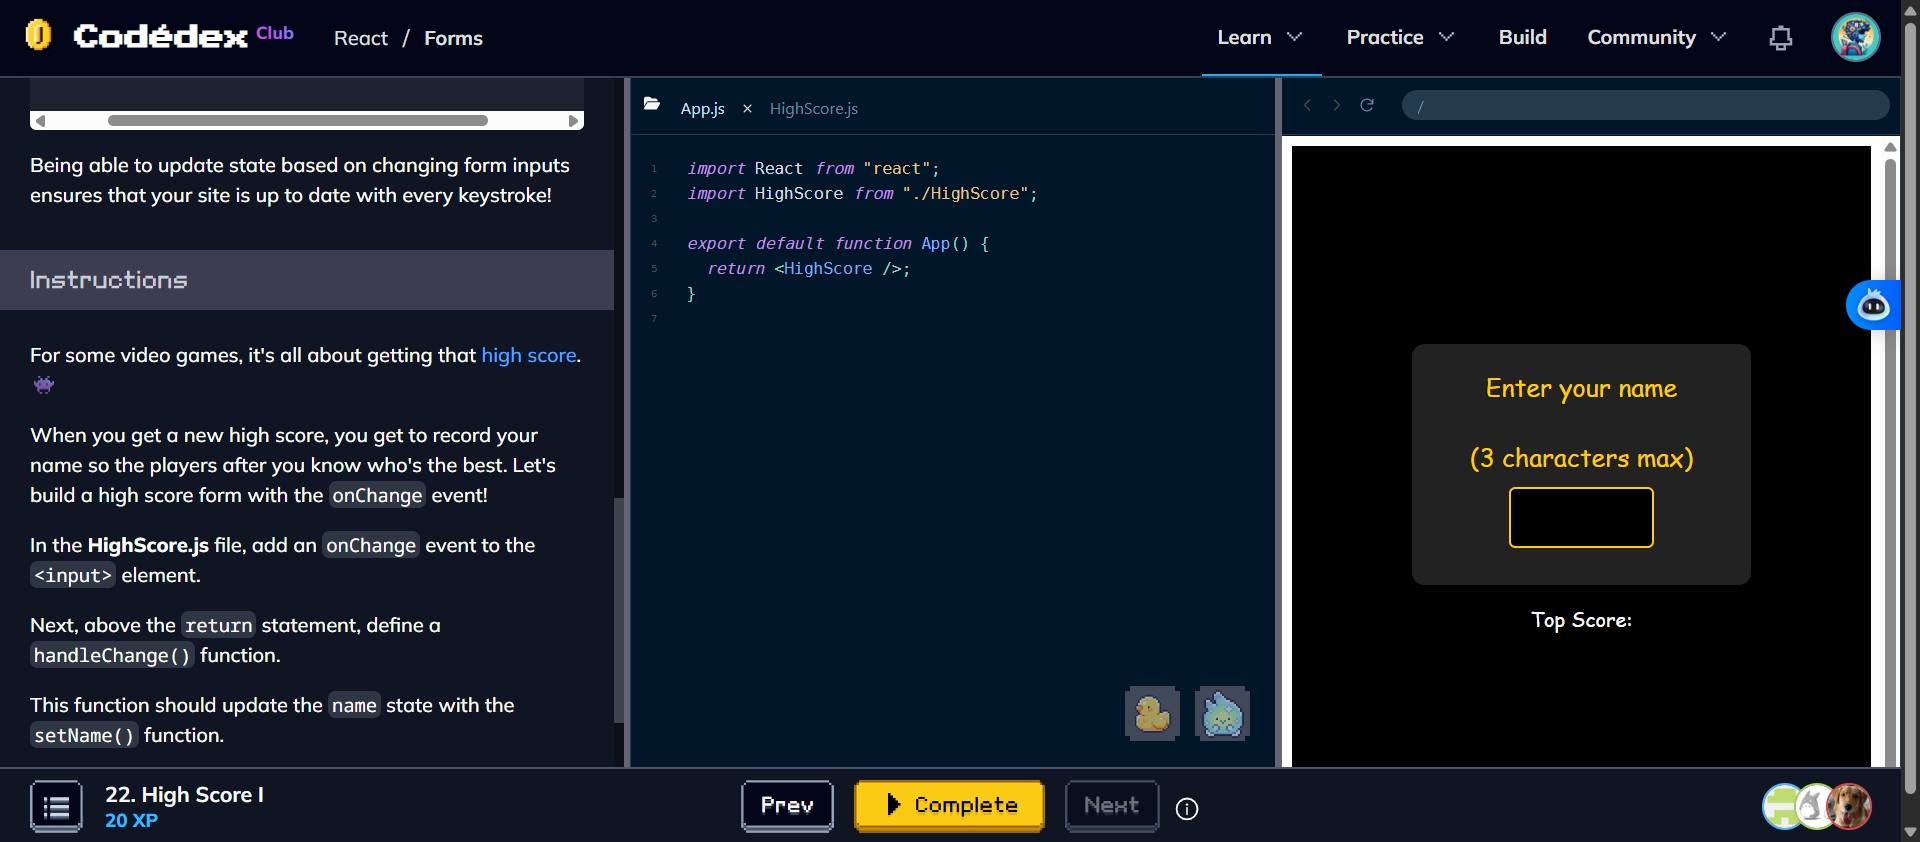 Codédex Club
React / Forms
Learn
Practice
Build
Community
Being able to update state based on changing form inputs
ensures that your site is up to date with every keystroke!
Instructions
For some video games, it's all about getting that high score.
When you get a new high score, you get to record your
name so the players after you know who's the best. Let's
build a high score form with the onChange event!
In the HighScore.js file, add an onChange event to the
<input> element.
Next, above the return statement, define a
handleChange() function.
This function should update the name state with the
setName() function.
App.js × HighScore.js
1 import React from "react";
2 import HighScore from "./HighScore";
3
4 export default function App() {
5 return <HighScore />;
6 }
7
/
Enter your name
(3 characters max)
Top Score:
22. High Score I
20 XP
Prev
Complete
Next